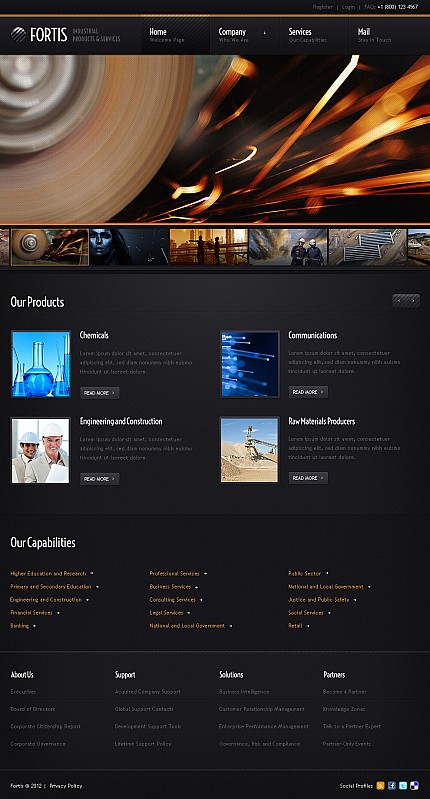 Register | Login | FAQs +1 (800) 123 4567
FORTIS INDUSTRIAL PRODUCTS & SERVICES
Home Company Services Mail
Welcome Page Who We Are Our Capabilities Stay In Touch
Our Products
Chemicals
Lorem ipsum dolor sit amet, consectetuer
adipiscing elit, sed diam nonummy nibh euismo
tincidunt ut laoreet dolore.
READ MORE
Communications
Lorem ipsum dolor sit amet, consectetuer
adipiscing elit, sed diam nonummy nibh euismo
tincidunt ut laoreet dolore.
READ MORE
Engineering and Construction
Lorem ipsum dolor sit amet, consectetuer
adipiscing elit, sed diam nonummy nibh euismo
tincidunt ut laoreet dolore.
READ MORE
Raw Materials Producers
Lorem ipsum dolor sit amet, consectetuer
adipiscing elit, sed diam nonummy nibh euismo
tincidunt ut laoreet dolore.
READ MORE
Our Capabilities
Higher Education and Research Professional Services Public Sector
Primary and Secondary Education Business Services National and Local Government
Engineering and Construction Consulting Services Justice and Public Safety
Financial Services Legal Services Social Services
Banking National and Local Government Retail
About Us Support Solutions Partners
Executives Acquired Company Support Business Intelligence Become a Partner
Board of Directors Global Support Contacts Customer Relationship Management Knowledge Zones
Corporate Citizenship Report Development Support Tools Enterprise Performance Management Talk to a Partner Expert
Corporate Governance Lifetime Support Policy Governance, Risk and Compliance Partner-Only Events
Fortis © 2012 | Privacy Policy Social Profiles